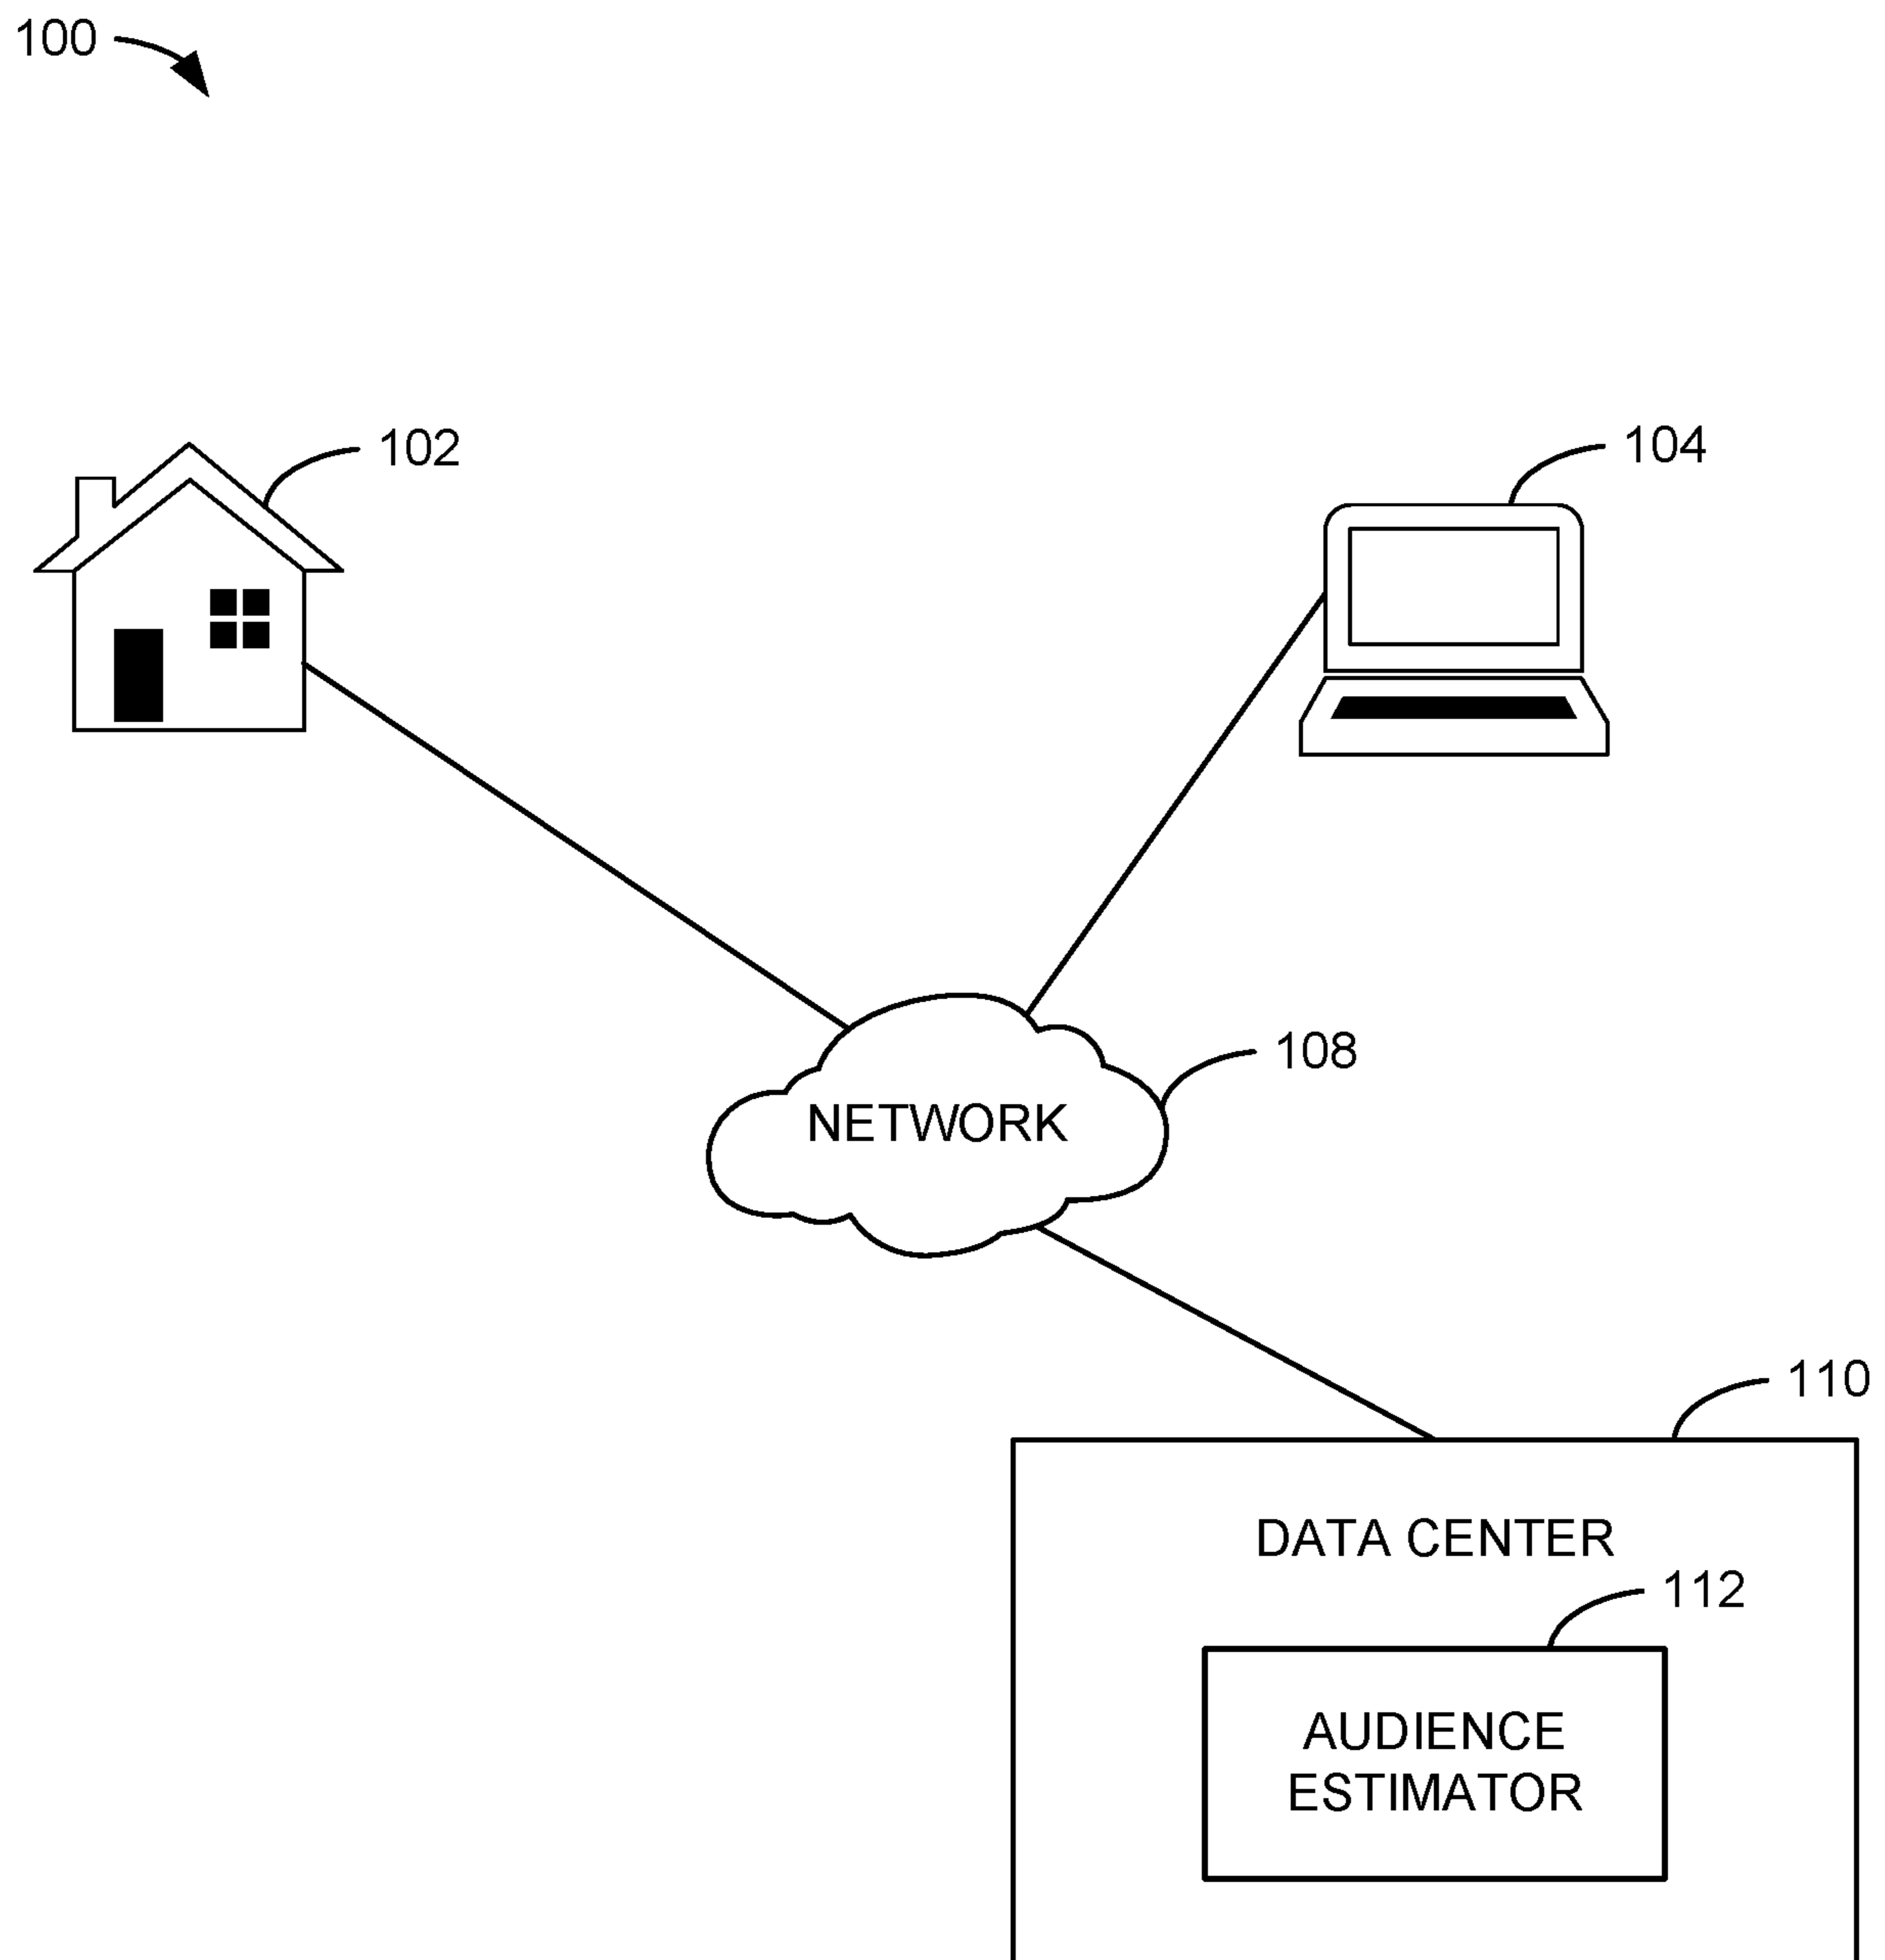 100
102
104
108
NETWORK
110
DATA CENTER
112
AUDIENCE
ESTIMATOR